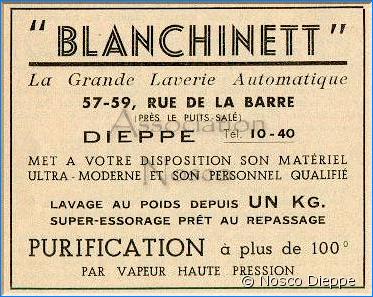 "BLANCHINETT"
La Grande Laverie Automatique
57-59, RUE DE LA BARRE
(PRÈS LE PUITS-SALÉ)
DIEPPE Tél. 10-40
MET A VOTRE DISPOSITION SON MATÉRIEL
ULTRA-MODERNE ET SON PERSONNEL QUALIFIÉ
LAVAGE AU POIDS DEPUIS UN KG.
SUPER-ESSORAGE PRÊT AU REPASSAGE
PURIFICATION à plus de 100°
PAR VAPEUR HAUTE PRESSION
Association
Nosco
© Nosco Dieppe